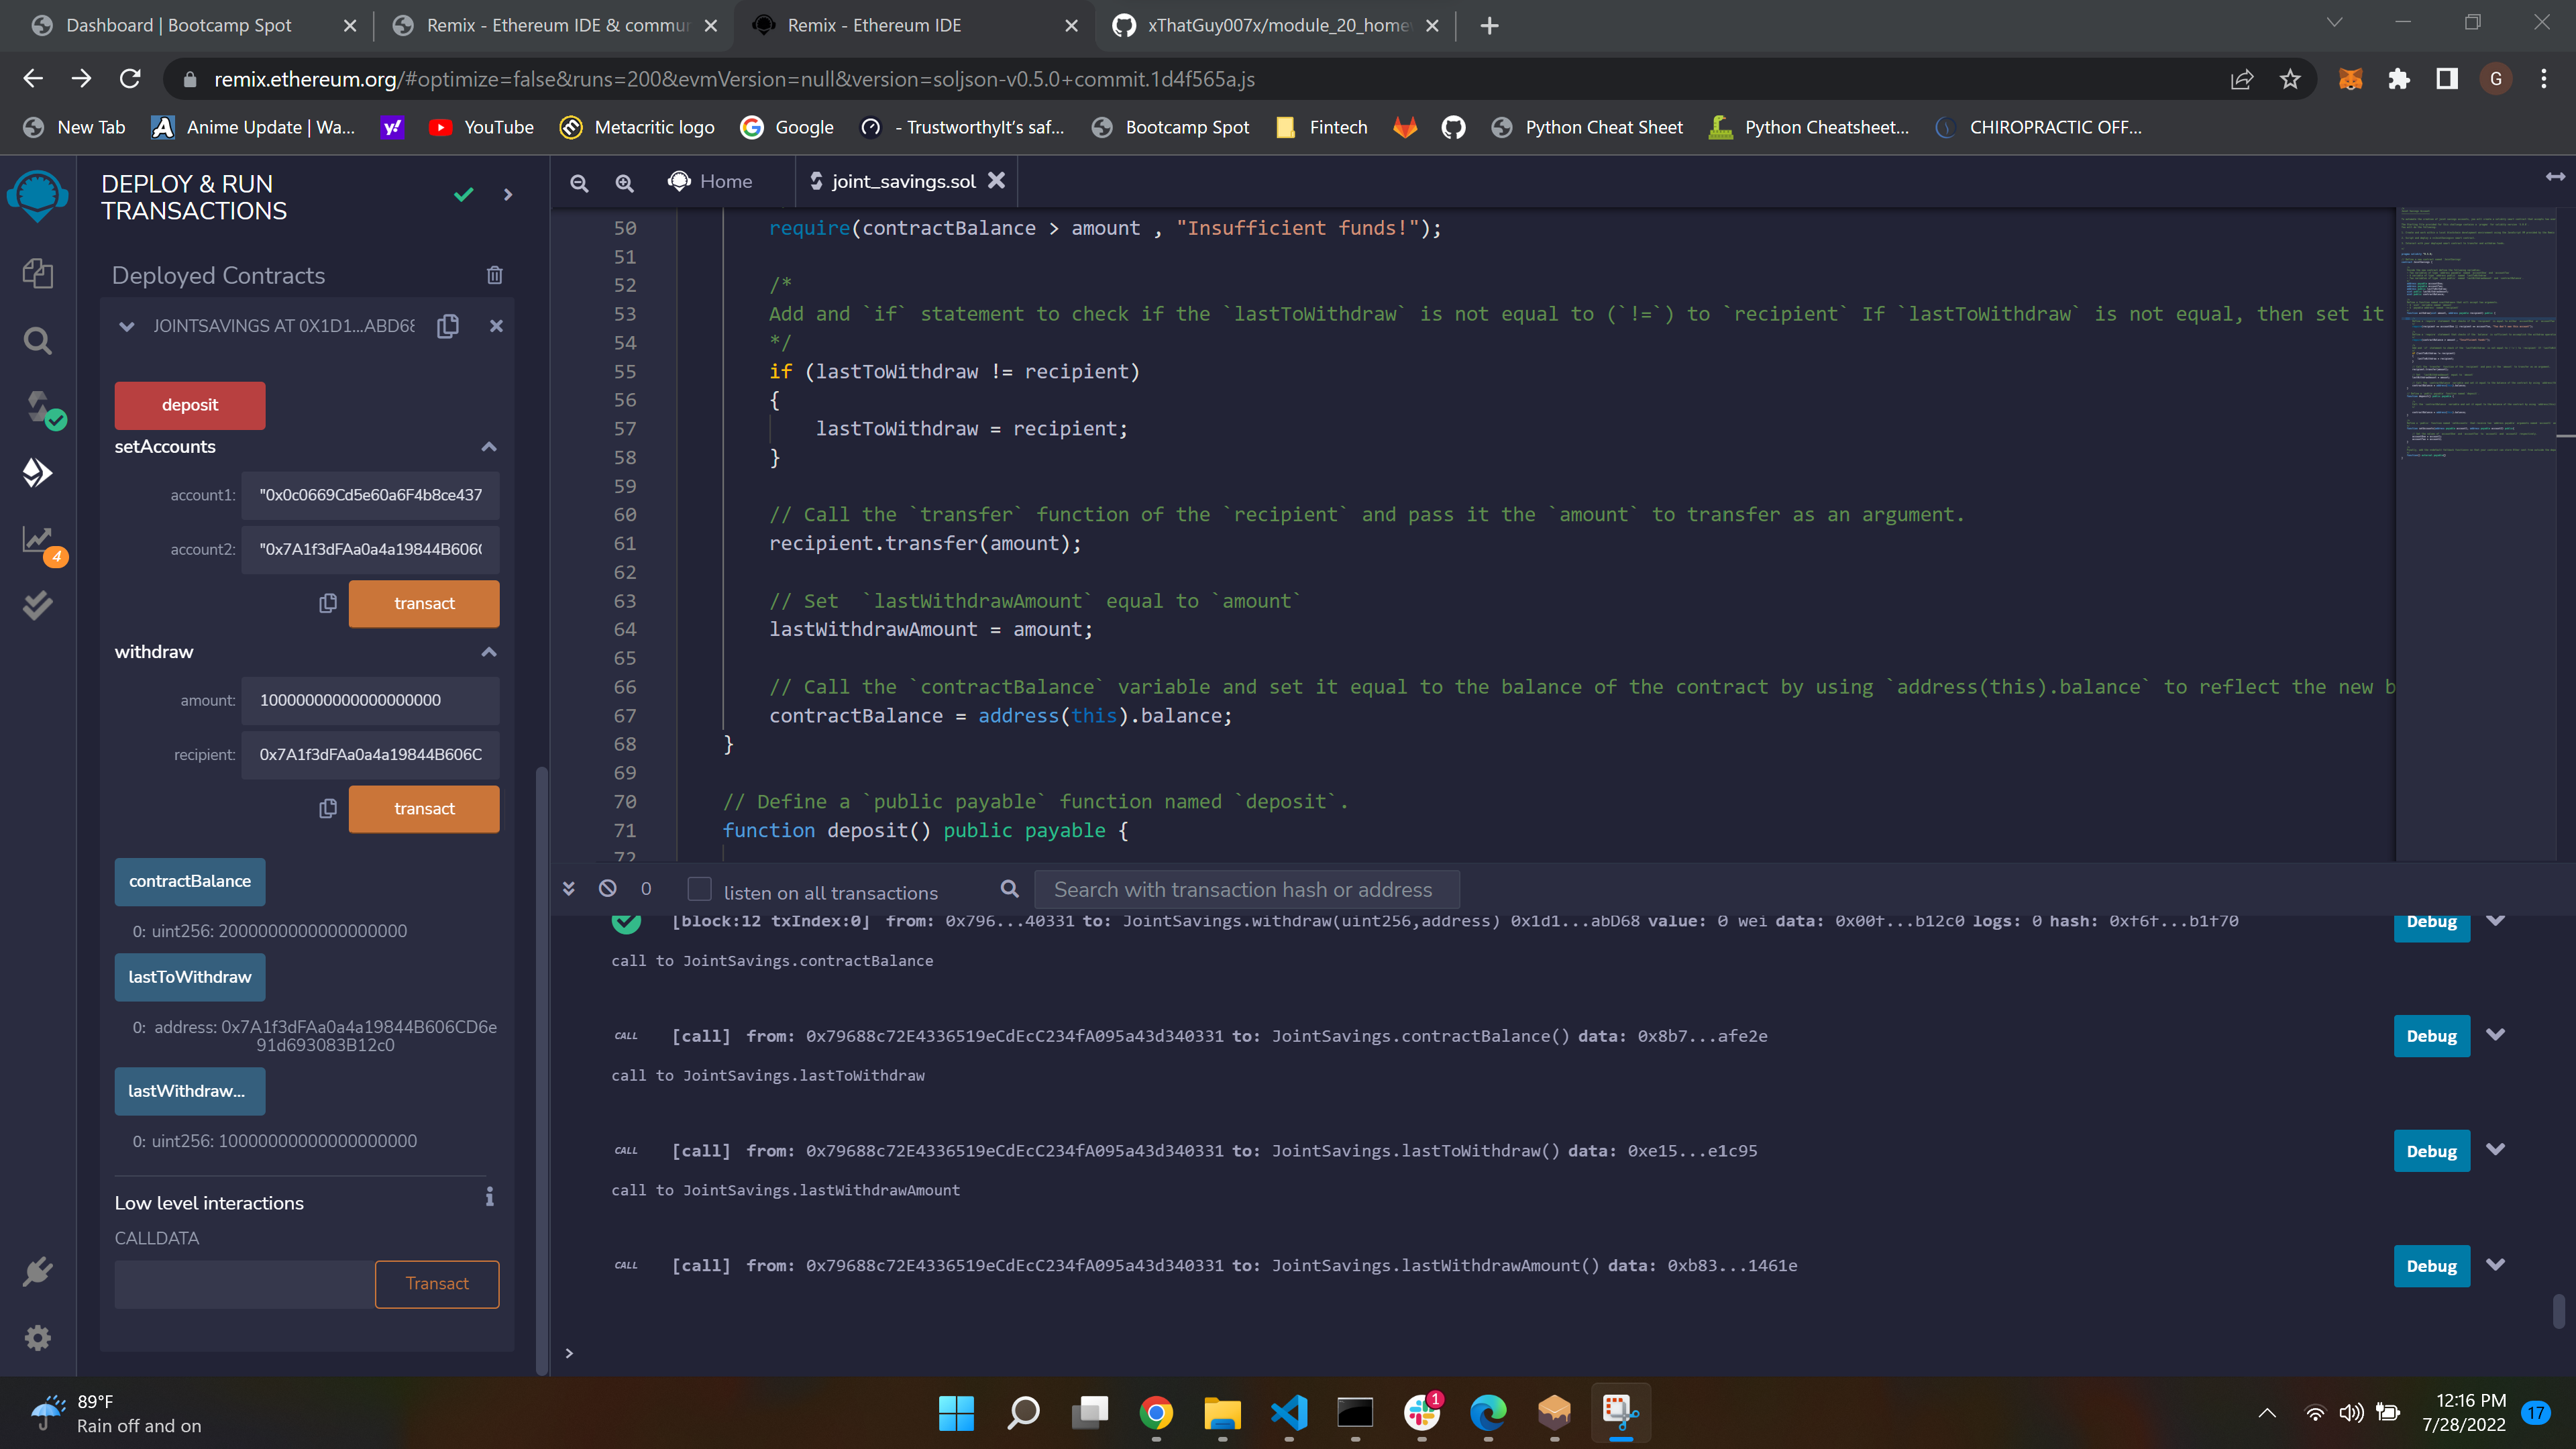 Dashboard | Bootcamp Spot
Remix - Ethereum IDE & commun
Remix - Ethereum IDE
xThatGuy007x/module_20_home
remix.ethereum.org/#optimize=false&runs=200&evmVersion=null&version=soljson-v0.5.0+commit.1d4f565a.js
G
New Tab
Anime Update | Wa...
YouTube
Metacritic logo
Google
- TrustworthyIt's saf...
Bootcamp Spot
Fintech
Python Cheat Sheet
Python Cheatsheet...
CHIROPRACTIC OFF...
DEPLOY & RUN
TRANSACTIONS
Deployed Contracts
JOINTSAVINGS AT 0X1D1...ABD68
deposit
setAccounts
account1: "0x0c0669Cd5e60a6F4b8ce437
account2: "0x7A1f3dFAa0a4a19844B606C
transact
withdraw
amount: 10000000000000000000
recipient: 0x7A1f3dFAa0a4a19844B606C
transact
contractBalance
0: uint256: 2000000000000000000
lastToWithdraw
0: address: 0x7A1f3dFAa0a4a19844B606CD6e
91d693083B12c0
lastWithdraw...
0: uint256: 10000000000000000000
Low level interactions
CALLDATA
Transact
4
Home
joint_savings.sol
50 require(contractBalance > amount , "Insufficient funds!");
51
52 /*
53 Add and `if` statement to check if the `lastToWithdraw` is not equal to (`!=`) to `recipient` If `lastToWithdraw` is not equal, then set it
54 */
55 if (lastToWithdraw != recipient)
56 {
57 lastToWithdraw = recipient;
58 }
59
60 // Call the `transfer` function of the `recipient` and pass it the `amount` to transfer as an argument.
61 recipient.transfer(amount);
62
63 // Set  `lastWithdrawAmount` equal to `amount`
64 lastWithdrawAmount = amount;
65
66 // Call the `contractBalance` variable and set it equal to the balance of the contract by using `address(this).balance` to reflect the new b
67 contractBalance = address(this).balance;
68 }
69
70 // Define a `public payable` function named `deposit`.
71 function deposit() public payable {
72
0
listen on all transactions
Search with transaction hash or address
[block:12 txIndex:0] from: 0x796...40331 to: JointSavings.withdraw(uint256,address) 0x1d1...abD68 value: 0 wei data: 0x00f...b12c0 logs: 0 hash: 0xf6f...b1f70
Debug
call to JointSavings.contractBalance
CALL [call] from: 0x79688c72E4336519eCdEcC234fA095a43d340331 to: JointSavings.contractBalance() data: 0x8b7...afe2e
Debug
call to JointSavings.lastToWithdraw
CALL [call] from: 0x79688c72E4336519eCdEcC234fA095a43d340331 to: JointSavings.lastToWithdraw() data: 0xe15...e1c95
Debug
call to JointSavings.lastWithdrawAmount
CALL [call] from: 0x79688c72E4336519eCdEcC234fA095a43d340331 to: JointSavings.lastWithdrawAmount() data: 0xb83...1461e
Debug
>
89°F
Rain off and on
1
12:16 PM
7/28/2022
17